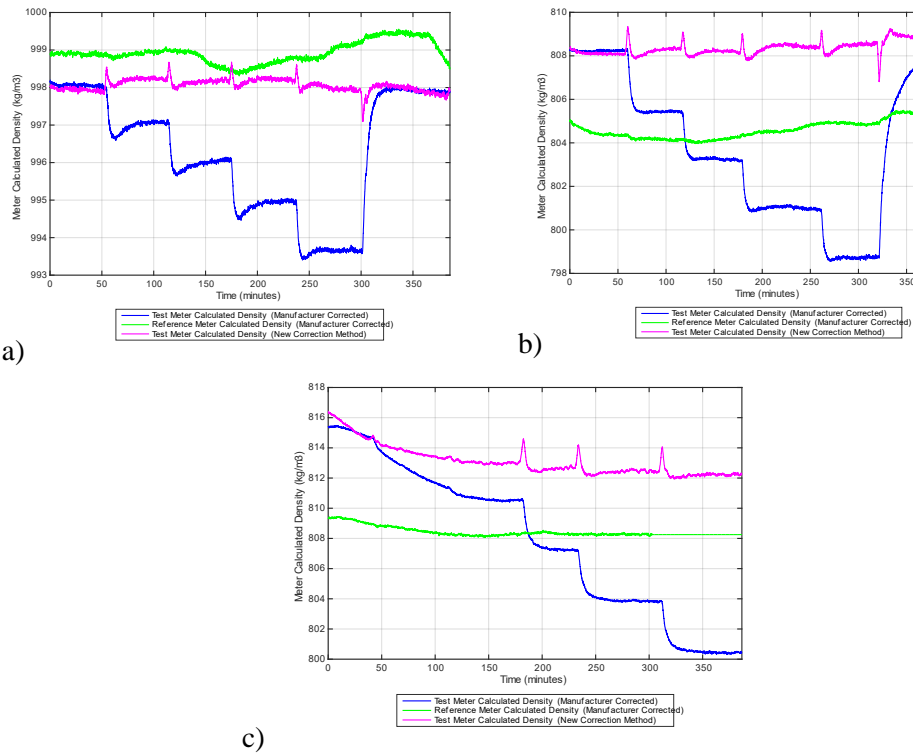 1000
999
998
997
996
995
994
993
Meter Calculated Density (kg/m3)
0 50 100 150 200 250 300 350
Time (minutes)
Test Meter Calculated Density (Manufacturer Corrected)
Reference Meter Calculated Density (Manufacturer Corrected)
Test Meter Calculated Density (New Correction Method)
a)
810
808
806
804
802
800
798
Meter Calculated Density (kg/m3)
0 50 100 150 200 250 300 350
Time (minutes)
Test Meter Calculated Density (Manufacturer Corrected)
Reference Meter Calculated Density (Manufacturer Corrected)
Test Meter Calculated Density (New Correction Method)
b)
818
816
814
812
810
808
806
804
802
800
Meter Calculated Density (kg/m3)
0 50 100 150 200 250 300 350
Time (minutes)
Test Meter Calculated Density (Manufacturer Corrected)
Reference Meter Calculated Density (Manufacturer Corrected)
Test Meter Calculated Density (New Correction Method)
c)